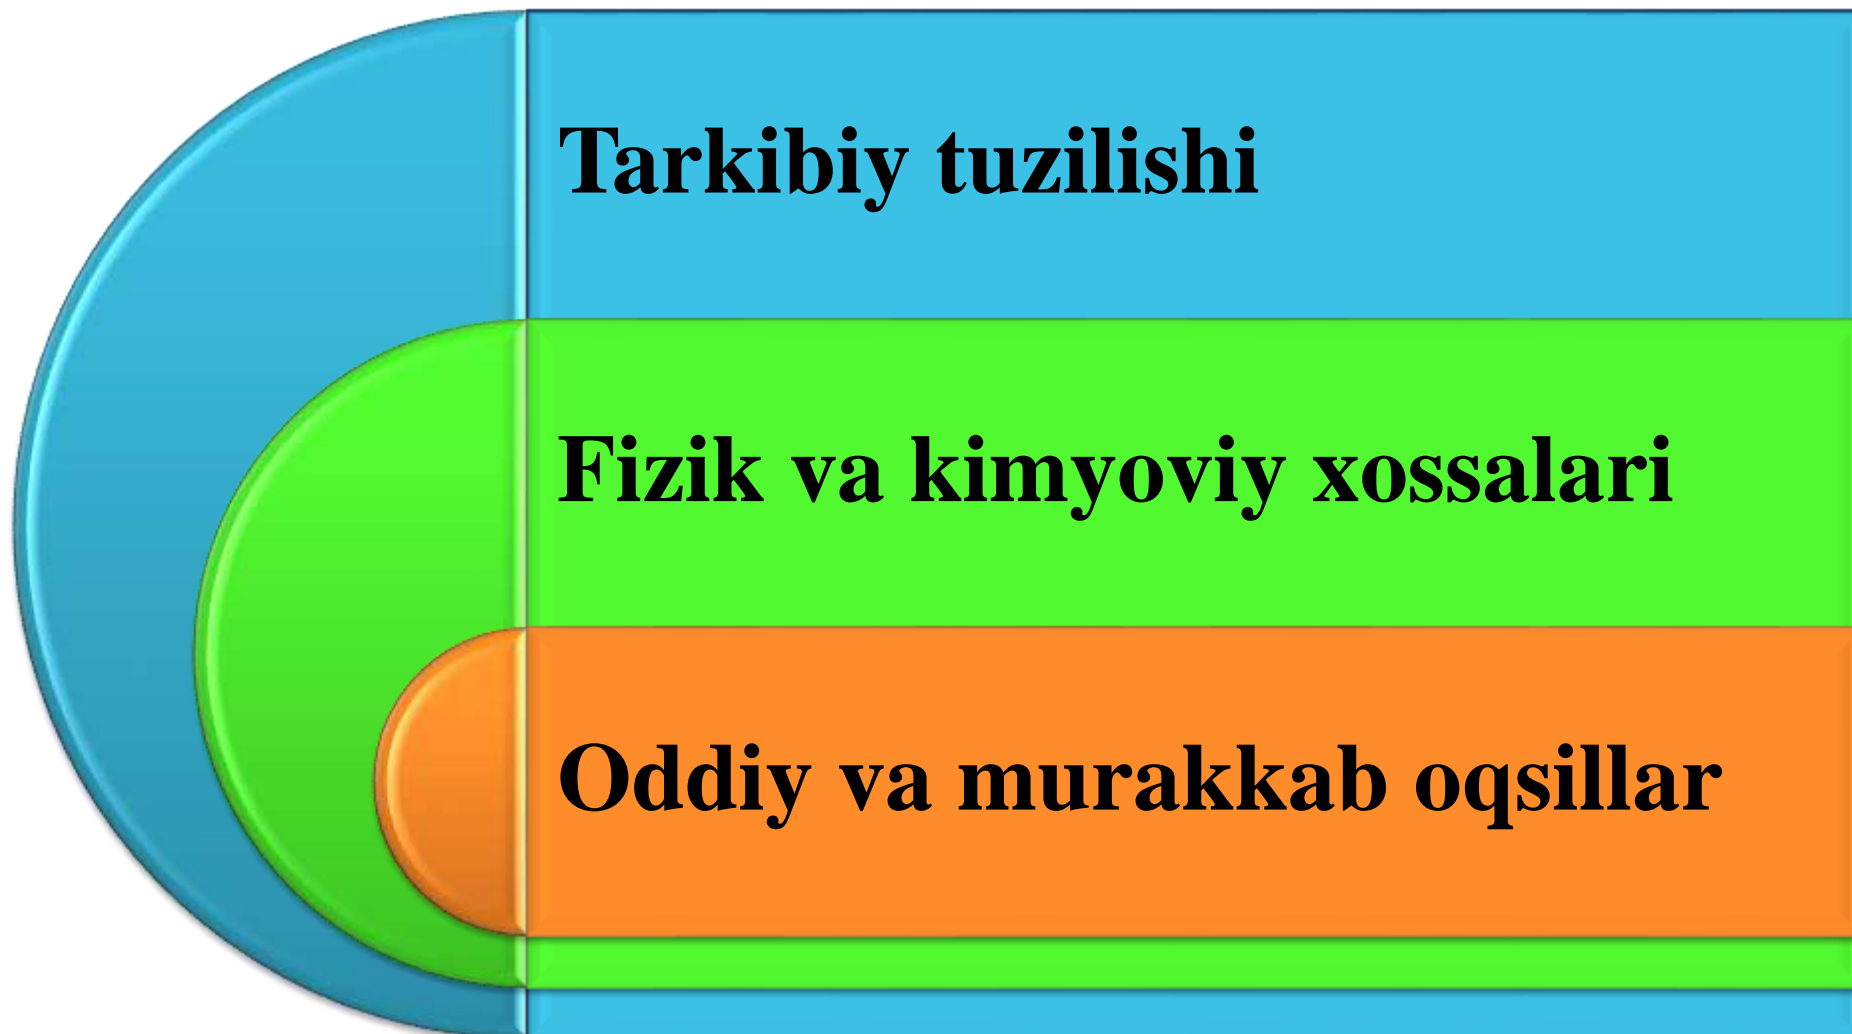 Tarkibiy tuzilishi
Fizik va kimyoviy xossalari
Oddiy va murakkab oqsillar